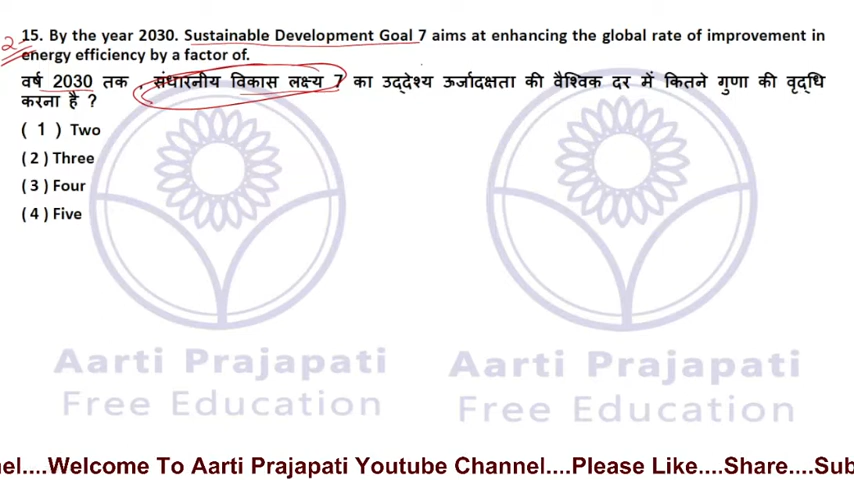 2
15. By the year 2030. Sustainable Development Goal 7 aims at enhancing the global rate of improvement in
energy efficiency by a factor of.
वर्ष 2030 तक , संधारनीय विकास लक्ष्य 7 का उद्देश्य ऊर्जादक्षता की वैश्विक दर में कितने गुणा की वृद्धि
करना है ?
( 1 ) Two
( 2 ) Three
( 3 ) Four
( 4 ) Five
Aarti Prajapati Aarti Prajapati
Free Education Free Education
nel....Welcome To Aarti Prajapati Youtube Channel....Please Like....Share....Sub